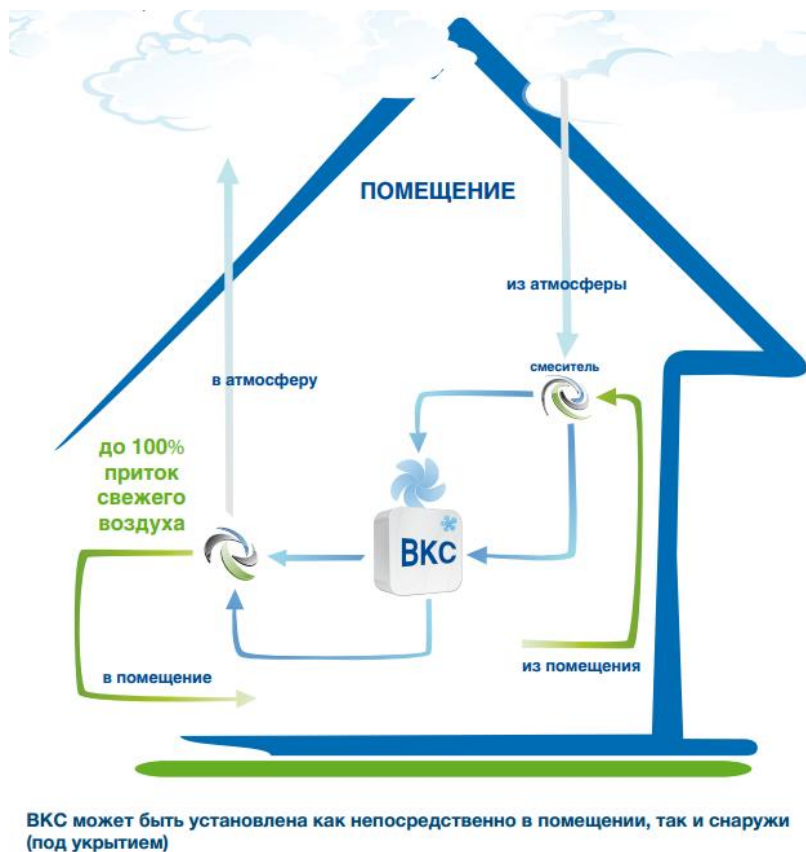 ПОМЕЩЕНИЕ
из атмосферы
смеситель
в атмосферу
до 100%
приток
свежего
воздуха
ВКС
в помещение
из помещения
ВКС может быть установлена как непосредственно в помещении, так и снаружи
(под укрытием)